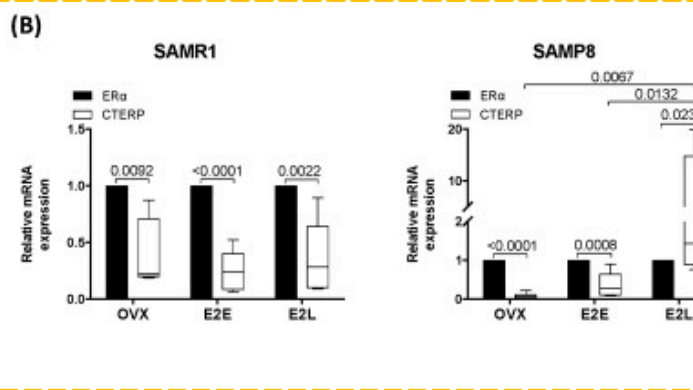 (B)
SAMR1
ERα
CTERP
Relative mRNA
expression
1.5
1.0
0.5
0.0
0.0092
<0.0001
0.0022
OVX
E2E
E2L
SAMP8
0.0067
0.0132
0.023
ERα
CTERP
Relative mRNA
expression
20
10
2
1
0
<0.0001
0.0008
OVX
E2E
E2L